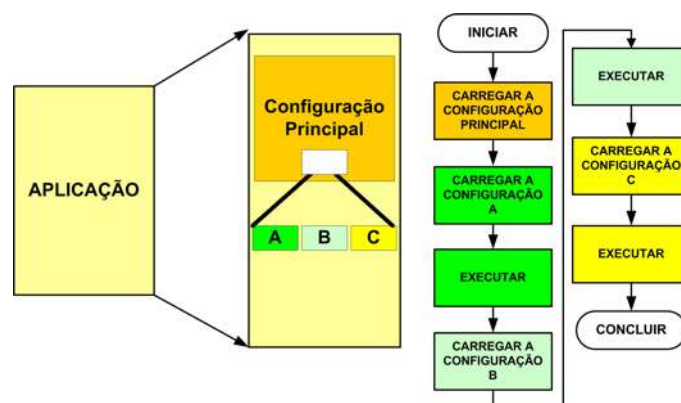 APLICAÇÃO
Configuração
Principal
A
B
C
INICIAR
CARREGAR A
CONFIGURAÇÃO
PRINCIPAL
CARREGAR A
CONFIGURAÇÃO
A
EXECUTAR
CARREGAR A
CONFIGURAÇÃO
B
EXECUTAR
CARREGAR A
CONFIGURAÇÃO
C
EXECUTAR
CONCLUIR